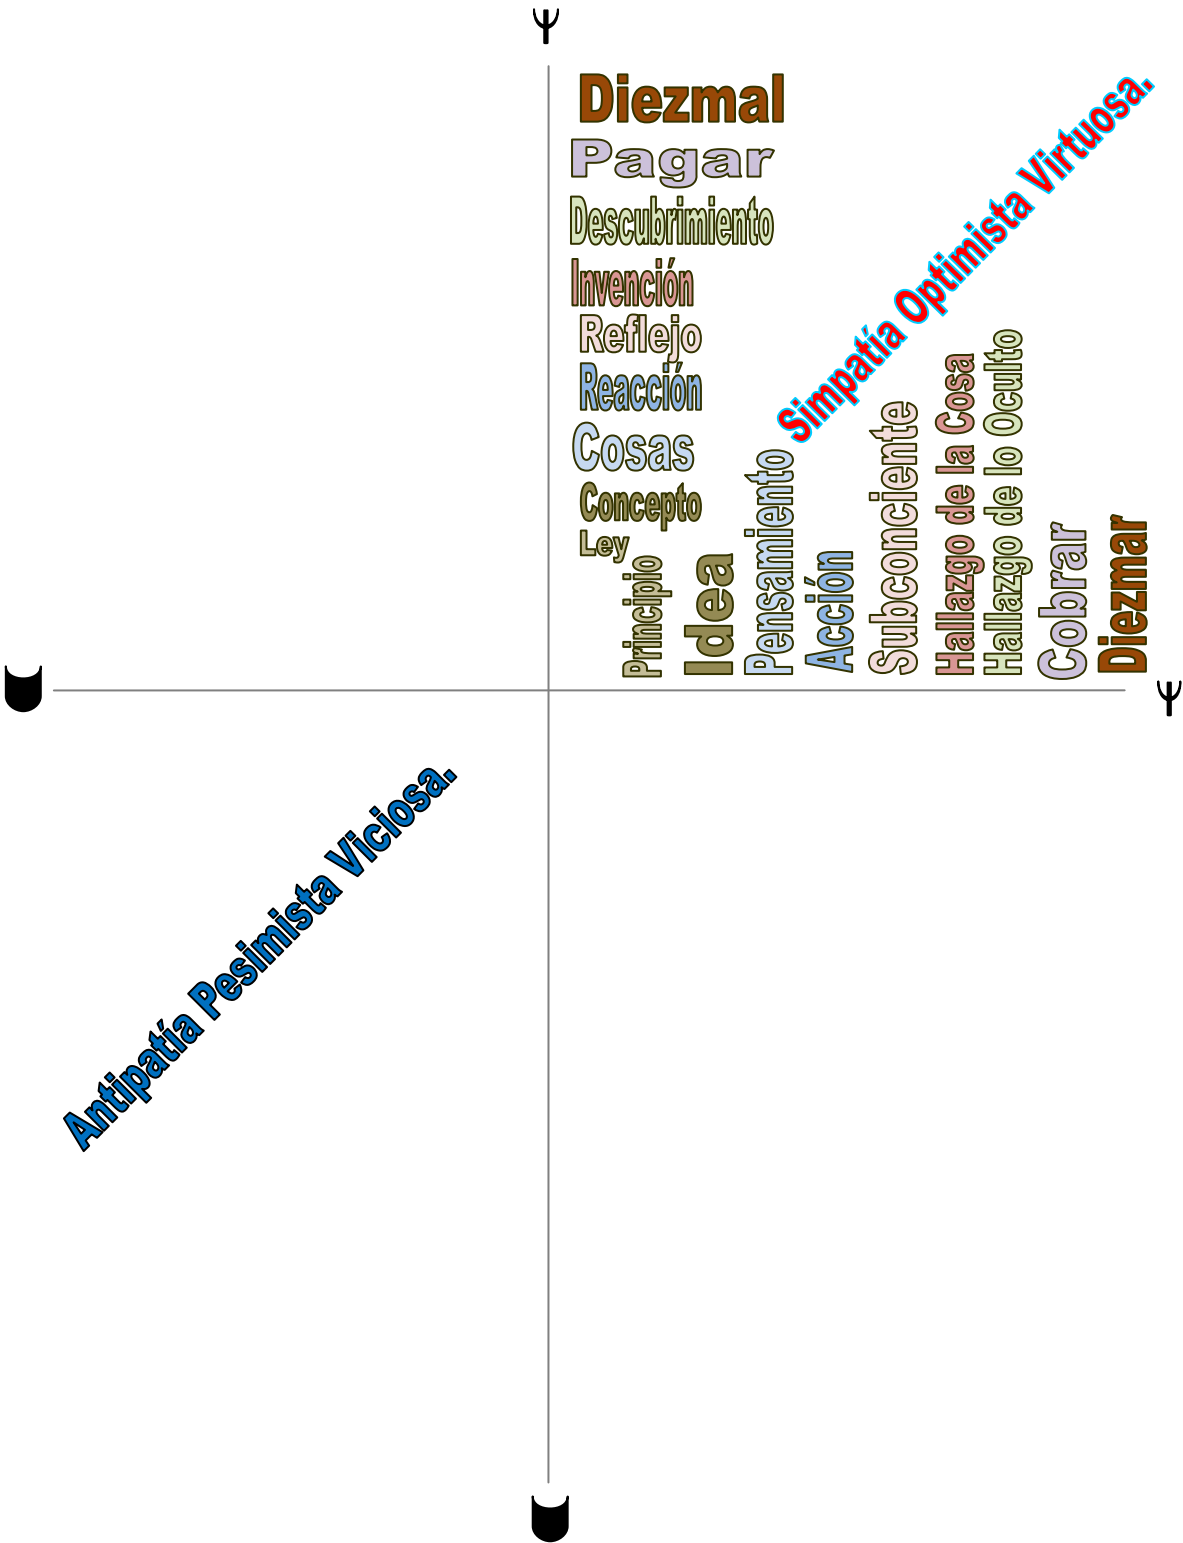 Ψ
Diezmal
Pagar
Descubrimiento
Invención
Reflejo
Reacción
Cosas
Concepto
Ley
Principio
Idea
Pensamiento
Acción
Subconciente
Hallazgo de la Cosa
Hallazgo de lo Oculto
Cobrar
Diezmar
Simpatía Optimista Virtuosa.
Ψ
Antipatía Pesimista Viciosa.